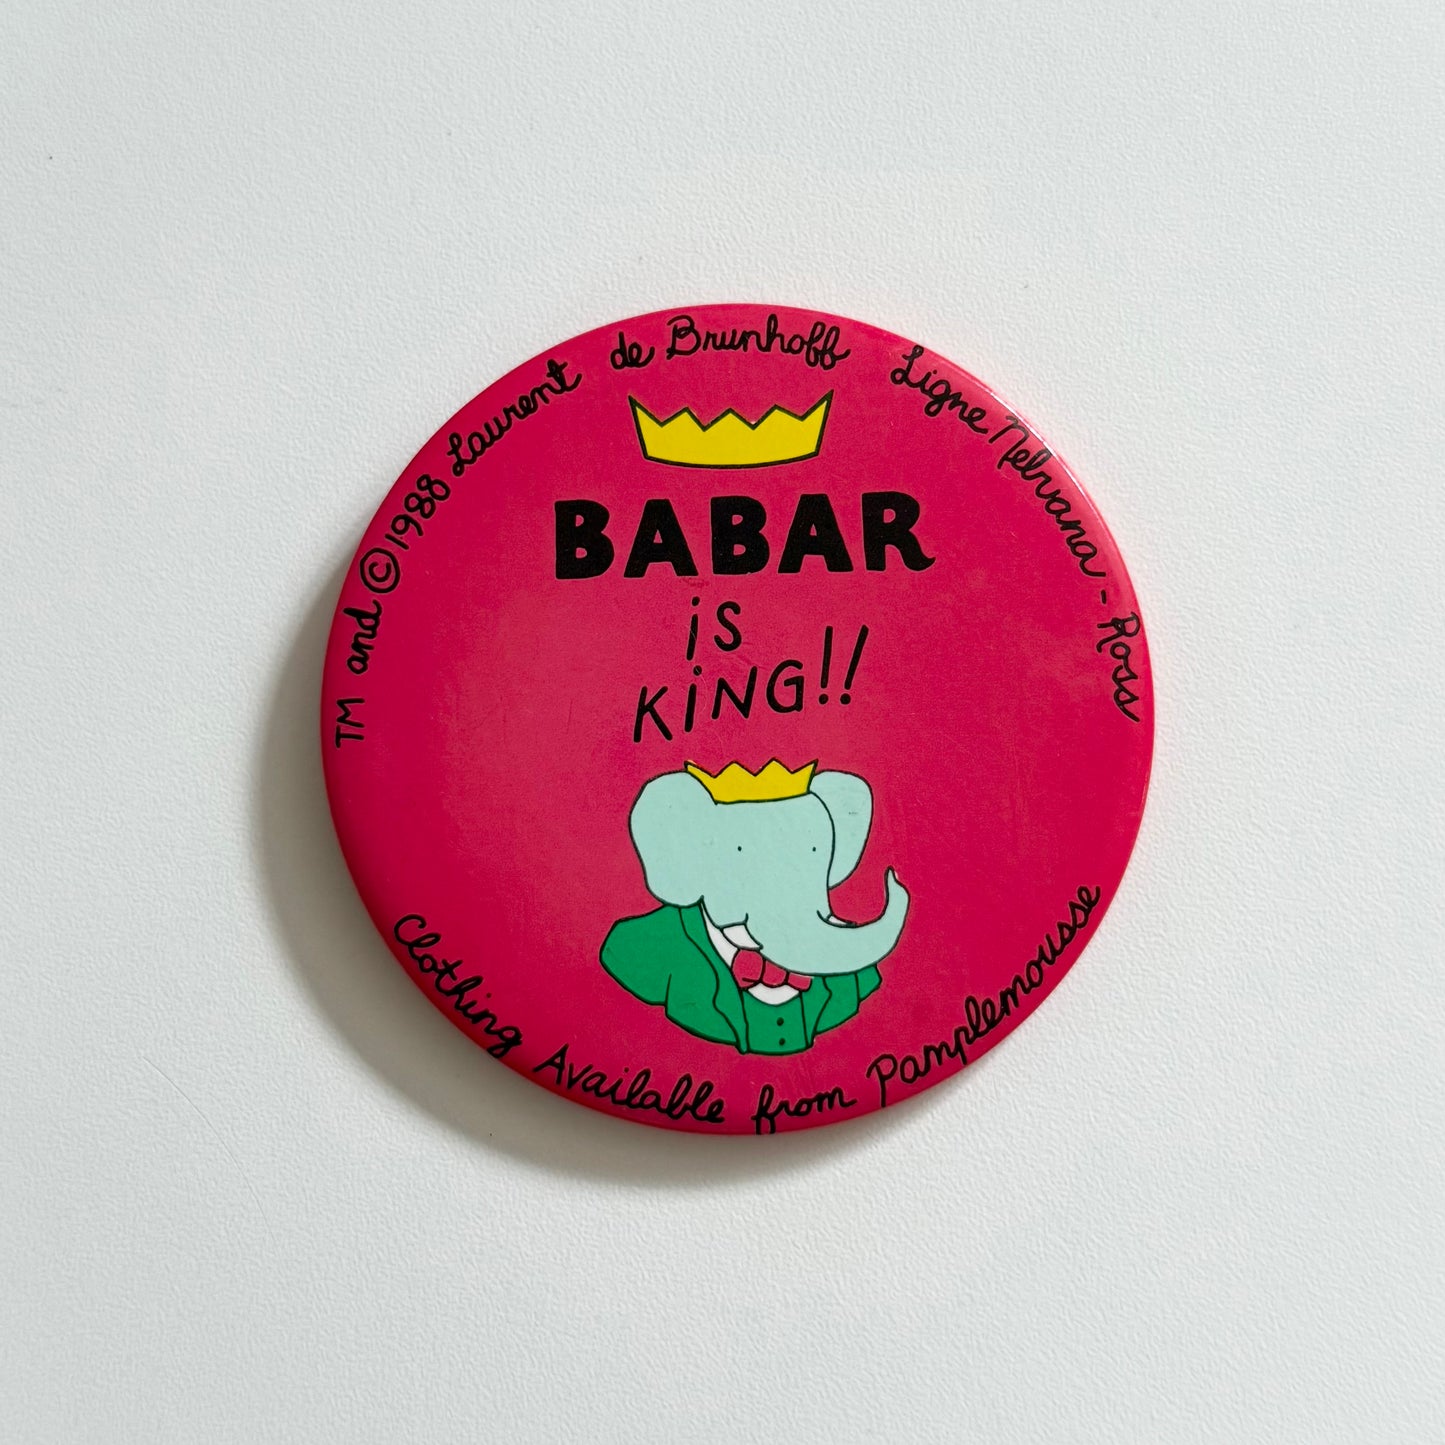 TM and ©1988 Laurent de Brunhoff Ligne Nelvana - Ross
BABAR
is
KING!!
Clothing Available from Pamplemousse